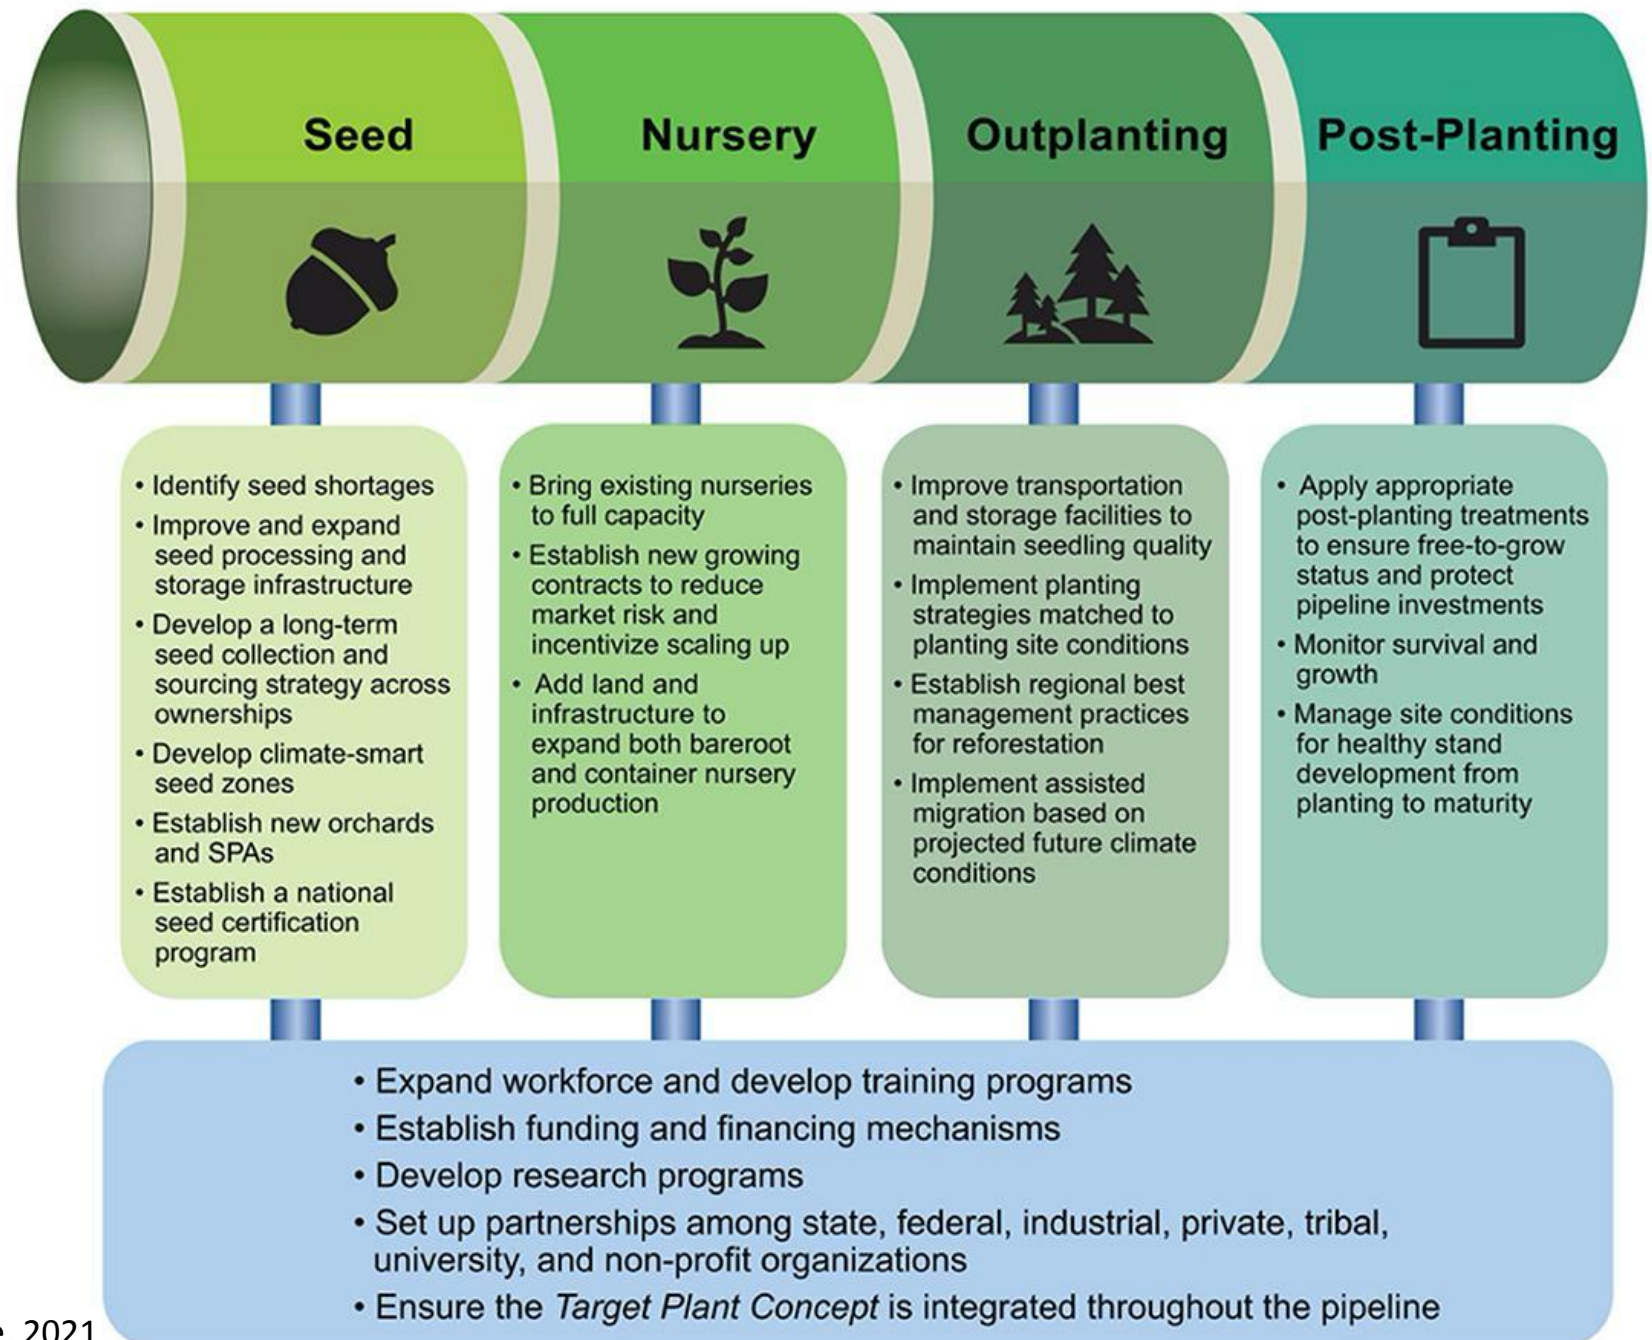 Seed
Nursery
Outplanting
Post-Planting
• Identify seed shortages
• Improve and expand
seed processing and
storage infrastructure
• Develop a long-term
seed collection and
sourcing strategy across
ownerships
• Develop climate-smart
seed zones
• Establish new orchards
and SPAs
• Establish a national
seed certification
program
• Bring existing nurseries
to full capacity
• Establish new growing
contracts to reduce
market risk and
incentivize scaling up
• Add land and
infrastructure to
expand both bareroot
and container nursery
production
• Improve transportation
and storage facilities to
maintain seedling quality
• Implement planting
strategies matched to
planting site conditions
• Establish regional best
management practices
for reforestation
• Implement assisted
migration based on
projected future climate
conditions
• Apply appropriate
post-planting treatments
to ensure free-to-grow
status and protect
pipeline investments
• Monitor survival and
growth
• Manage site conditions
for healthy stand
development from
planting to maturity
• Expand workforce and develop training programs
• Establish funding and financing mechanisms
• Develop research programs
• Set up partnerships among state, federal, industrial, private, tribal,
university, and non-profit organizations
• Ensure the Target Plant Concept is integrated throughout the pipeline
2021